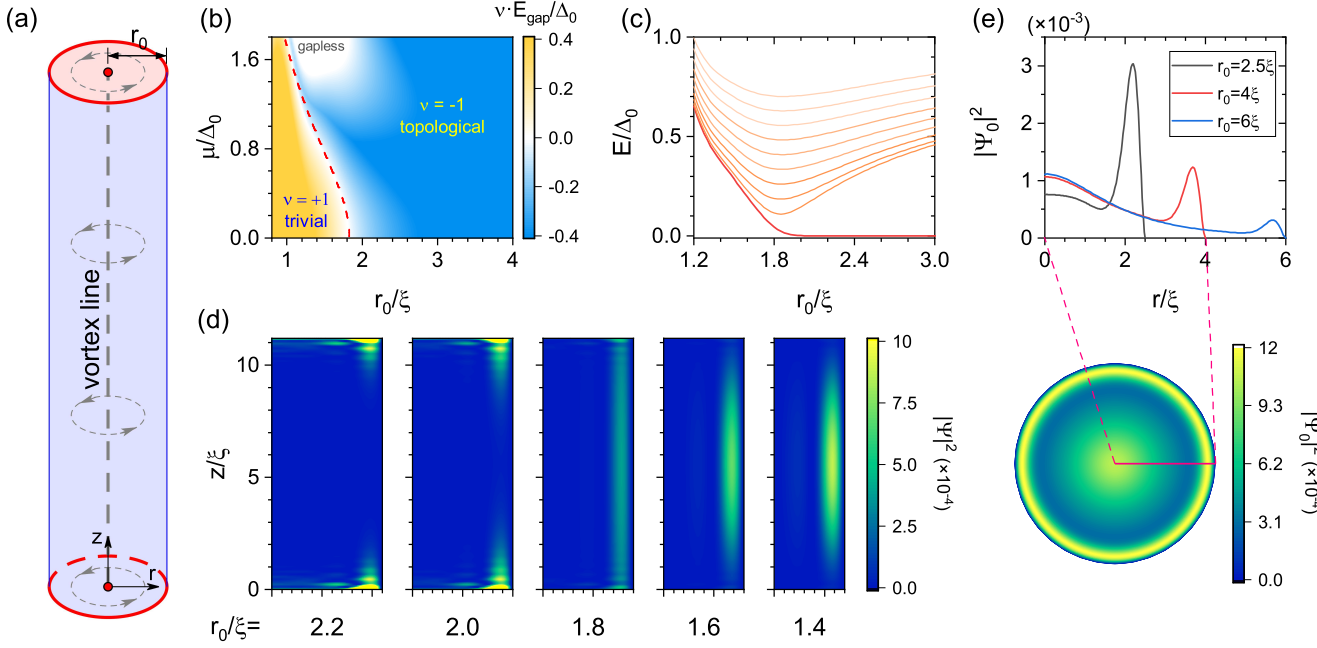 (a)
r₀
vortex line
z
r
(b)
ν·E_gap/Δ₀
gapless
ν = -1
topological
ν = +1
trivial
μ/Δ₀
1.6
0.8
0.0
1
2
3
4
r₀/ξ
0.4
0.2
0.0
-0.2
-0.4
(c)
E/Δ₀
1.0
0.5
0.0
1.2
1.8
2.4
3.0
r₀/ξ
(d)
z/ξ
10
5
0
r₀/ξ=
2.2
2.0
1.8
1.6
1.4
10
7.5
5.0
2.5
0.0
|Ψ|² (×10⁻⁴)
(e)
(×10⁻³)
|Ψ₀|²
3
2
1
0
r₀=2.5ξ
r₀=4ξ
r₀=6ξ
0
2
4
6
r/ξ
12
9.3
6.2
3.1
0.0
|Ψ₀|² (×10⁻⁴)